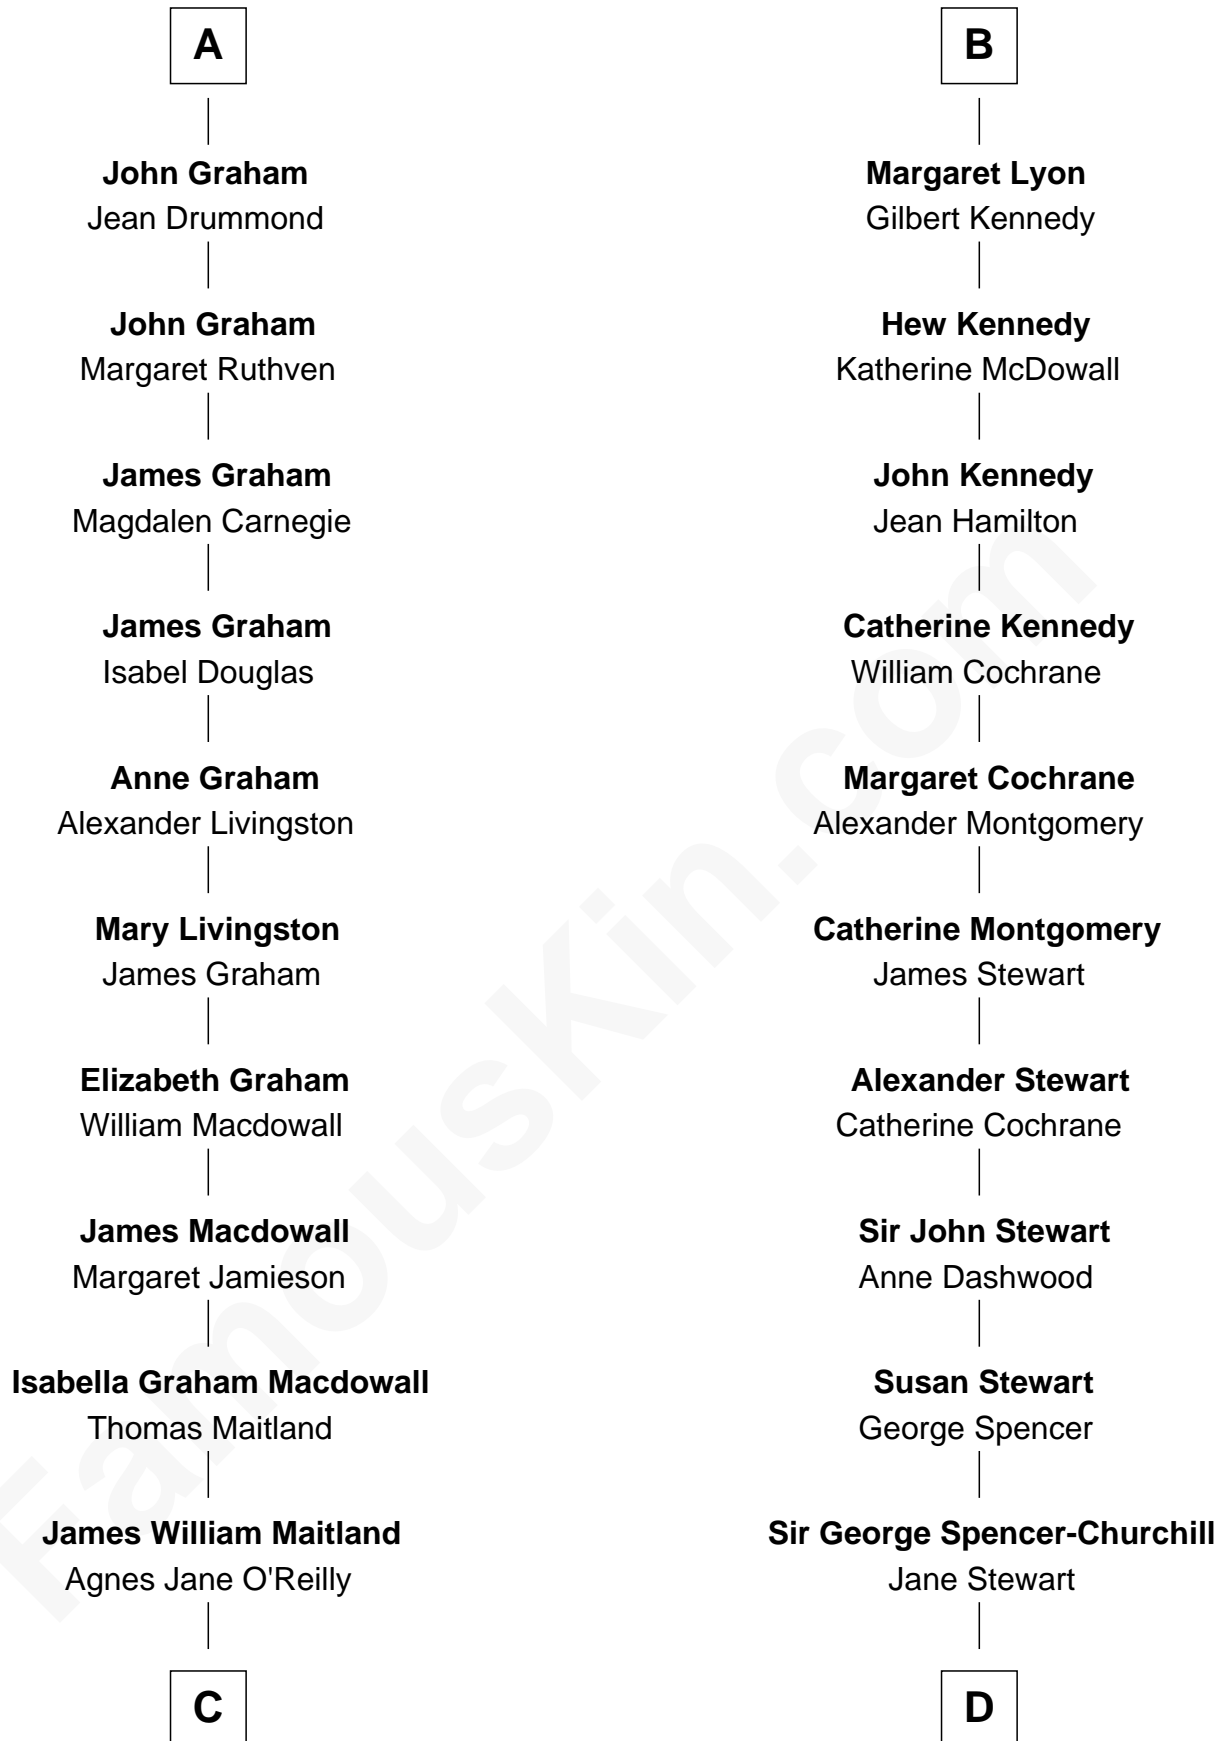 A
John Graham
Jean Drummond
John Graham
Margaret Ruthven
James Graham
Magdalen Carnegie
James Graham
Isabel Douglas
Anne Graham
Alexander Livingston
Mary Livingston
James Graham
Elizabeth Graham
William Macdowall
James Macdowall
Margaret Jamieson
Isabella Graham Macdowall
Thomas Maitland
James William Maitland
Agnes Jane O'Reilly
C
B
Margaret Lyon
Gilbert Kennedy
Hew Kennedy
Katherine McDowall
John Kennedy
Jean Hamilton
Catherine Kennedy
William Cochrane
Margaret Cochrane
Alexander Montgomery
Catherine Montgomery
James Stewart
Alexander Stewart
Catherine Cochrane
Sir John Stewart
Anne Dashwood
Susan Stewart
George Spencer
Sir George Spencer-Churchill
Jane Stewart
D
FamousKin.com